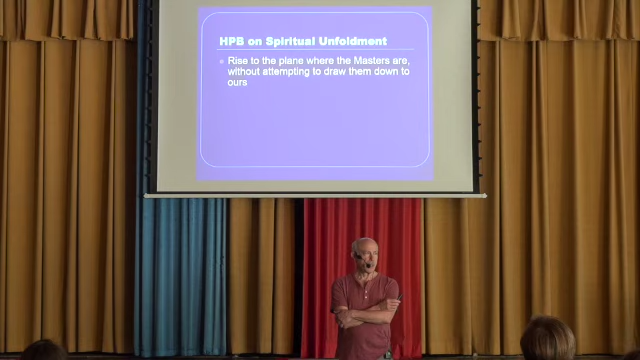 HPB on Spiritual Unfoldment
Rise to the plane where the Masters are,
without attempting to draw them down to
ours